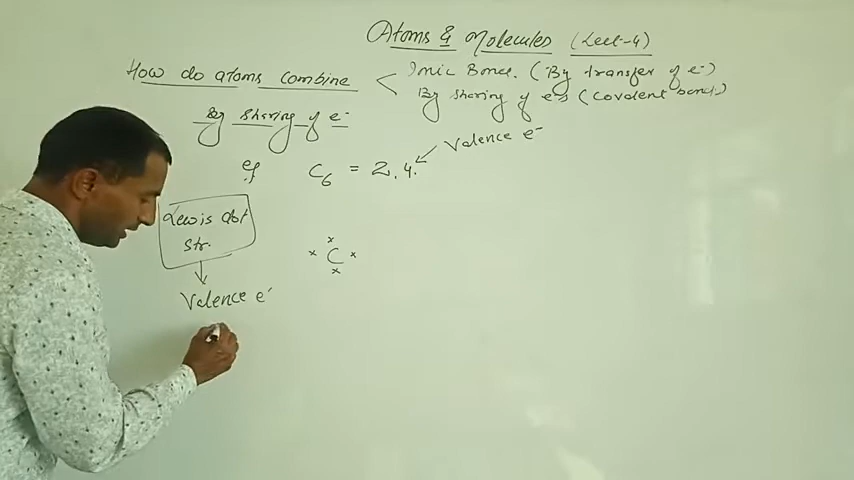 Atoms & Molecules (Lect-4)
How do atoms combine
Ionic Bond. (By transfer of e-)
By sharing of e-s (Covalent bond.)
By sharing of e-
eg.
C6 = 2,4.
Valence e-
Lewis dot
str.
x
x C x
x
Valence e-